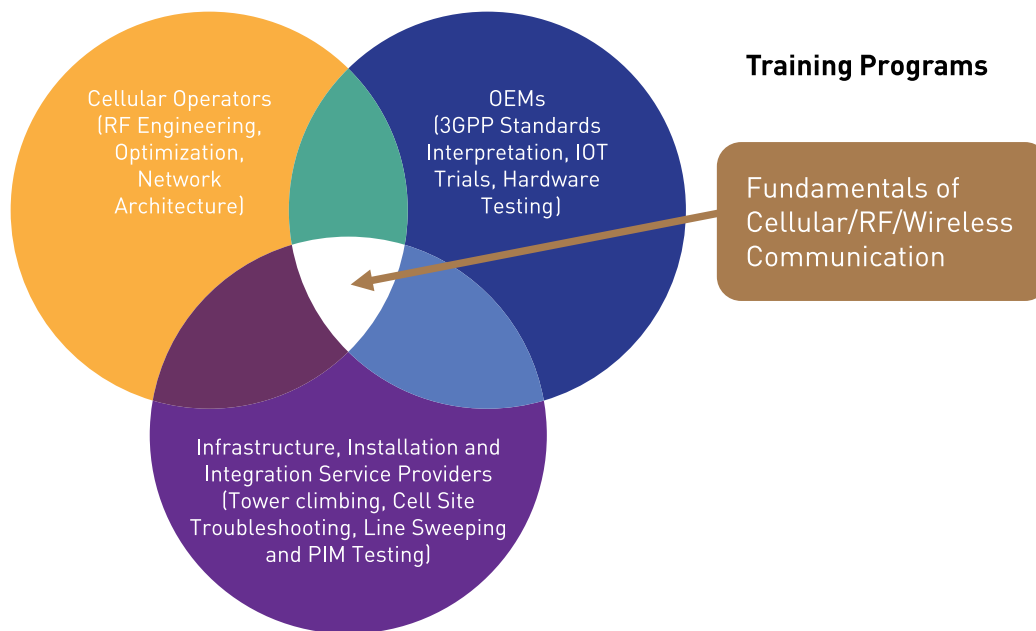 Cellular Operators
(RF Engineering,
Optimization,
Network
Architecture)
OEMs
(3GPP Standards
Interpretation, IOT
Trials, Hardware
Testing)
Training Programs
Fundamentals of
Cellular/RF/Wireless
Communication
Infrastructure, Installation and
Integration Service Providers
(Tower climbing, Cell Site
Troubleshooting, Line Sweeping
and PIM Testing)